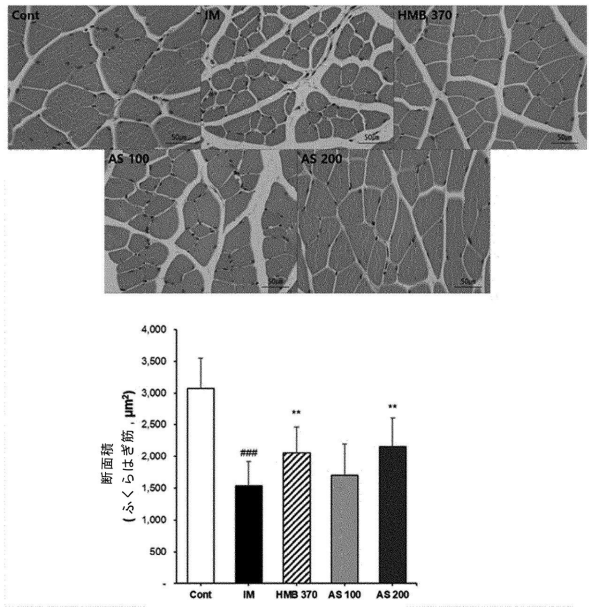 Cont
IM
HMB 370
50μm
50μm
50μm
AS 100
AS 200
50μm
50μm
4,000
3,500
3,000
2,500
2,000
1,500
1,000
500
-
断面積
(ふくらはぎ筋, μm²)
###
**
**
Cont
IM
HMB 370
AS 100
AS 200